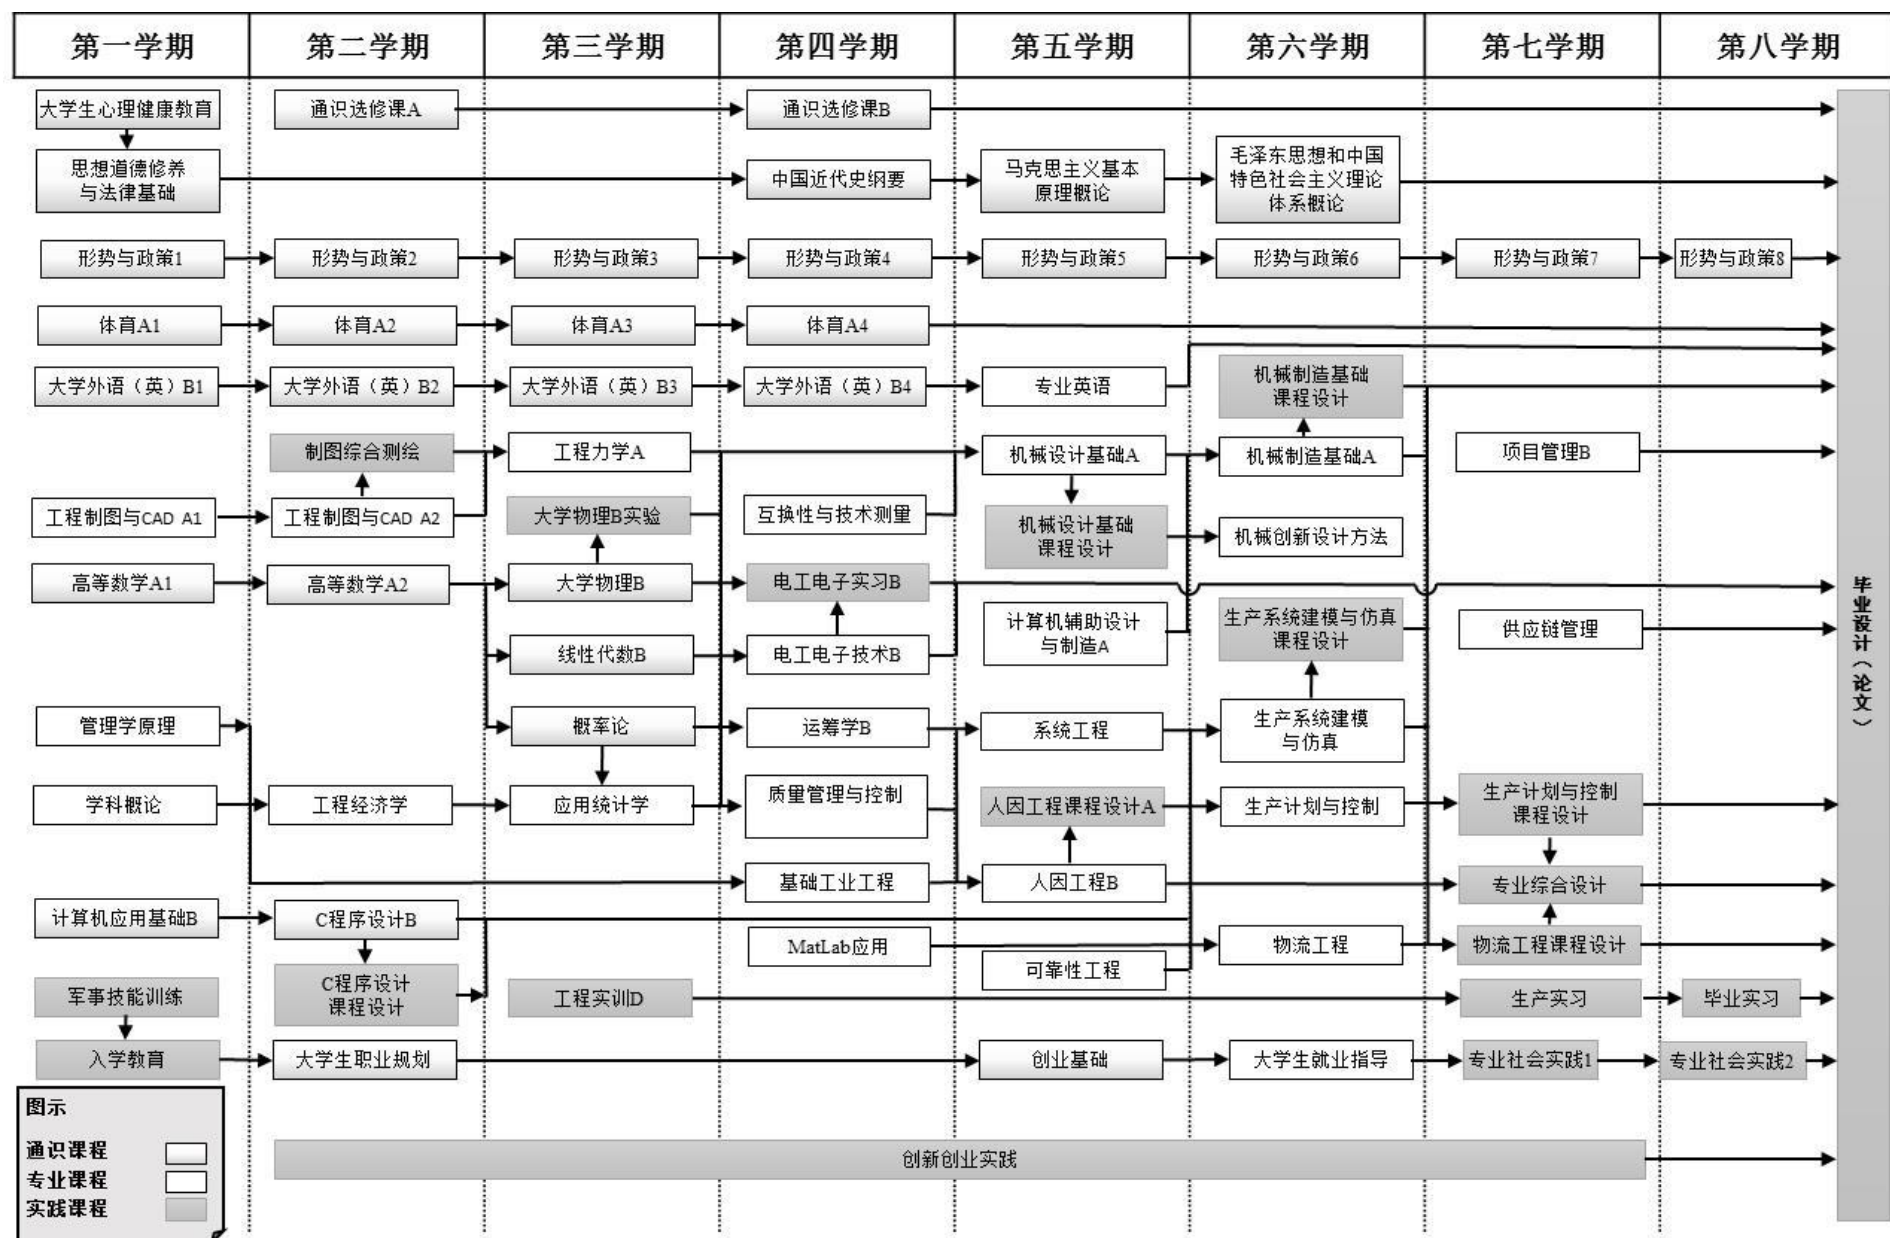 第一学期
第二学期
第三学期
第四学期
第五学期
第六学期
第七学期
第八学期
大学生心理健康教育
通识选修课A
通识选修课B
思想道德修养
与法律基础
中国近代史纲要
马克思主义基本
原理概论
毛泽东思想和中国
特色社会主义理论
体系概论
形势与政策1
形势与政策2
形势与政策3
形势与政策4
形势与政策5
形势与政策6
形势与政策7
形势与政策8
体育A1
体育A2
体育A3
体育A4
大学外语（英）B1
大学外语（英）B2
大学外语（英）B3
大学外语（英）B4
专业英语
机械制造基础
课程设计
制图综合测绘
工程力学A
机械设计基础A
机械制造基础A
项目管理B
工程制图与CAD A1
工程制图与CAD A2
大学物理B实验
互换性与技术测量
机械设计基础
课程设计
机械创新设计方法
高等数学A1
高等数学A2
大学物理B
电工电子实习B
计算机辅助设计
与制造A
生产系统建模与仿真
课程设计
供应链管理
线性代数B
电工电子技术B
管理学原理
概率论
运筹学B
系统工程
生产系统建模
与仿真
学科概论
工程经济学
应用统计学
质量管理与控制
人因工程课程设计A
生产计划与控制
生产计划与控制
课程设计
基础工业工程
人因工程B
专业综合设计
计算机应用基础B
C程序设计B
MatLab应用
物流工程
物流工程课程设计
可靠性工程
军事技能训练
C程序设计
课程设计
工程实训D
生产实习
毕业实习
入学教育
大学生职业规划
创业基础
大学生就业指导
专业社会实践1
专业社会实践2
毕业设计（论文）
图示
通识课程
专业课程
实践课程
创新创业实践